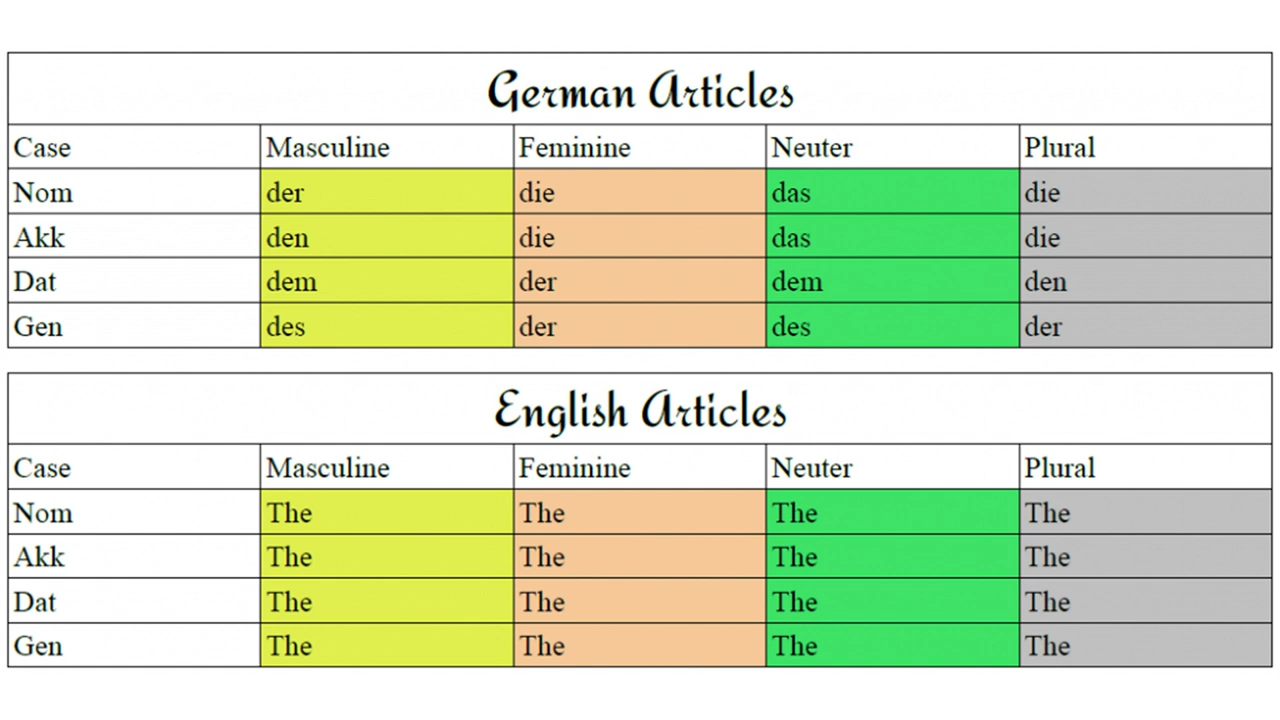 German Articles
Case Masculine Feminine Neuter Plural
Nom der die das die
Akk den die das die
Dat dem der dem den
Gen des der des der
English Articles
Case Masculine Feminine Neuter Plural
Nom The The The The
Akk The The The The
Dat The The The The
Gen The The The The